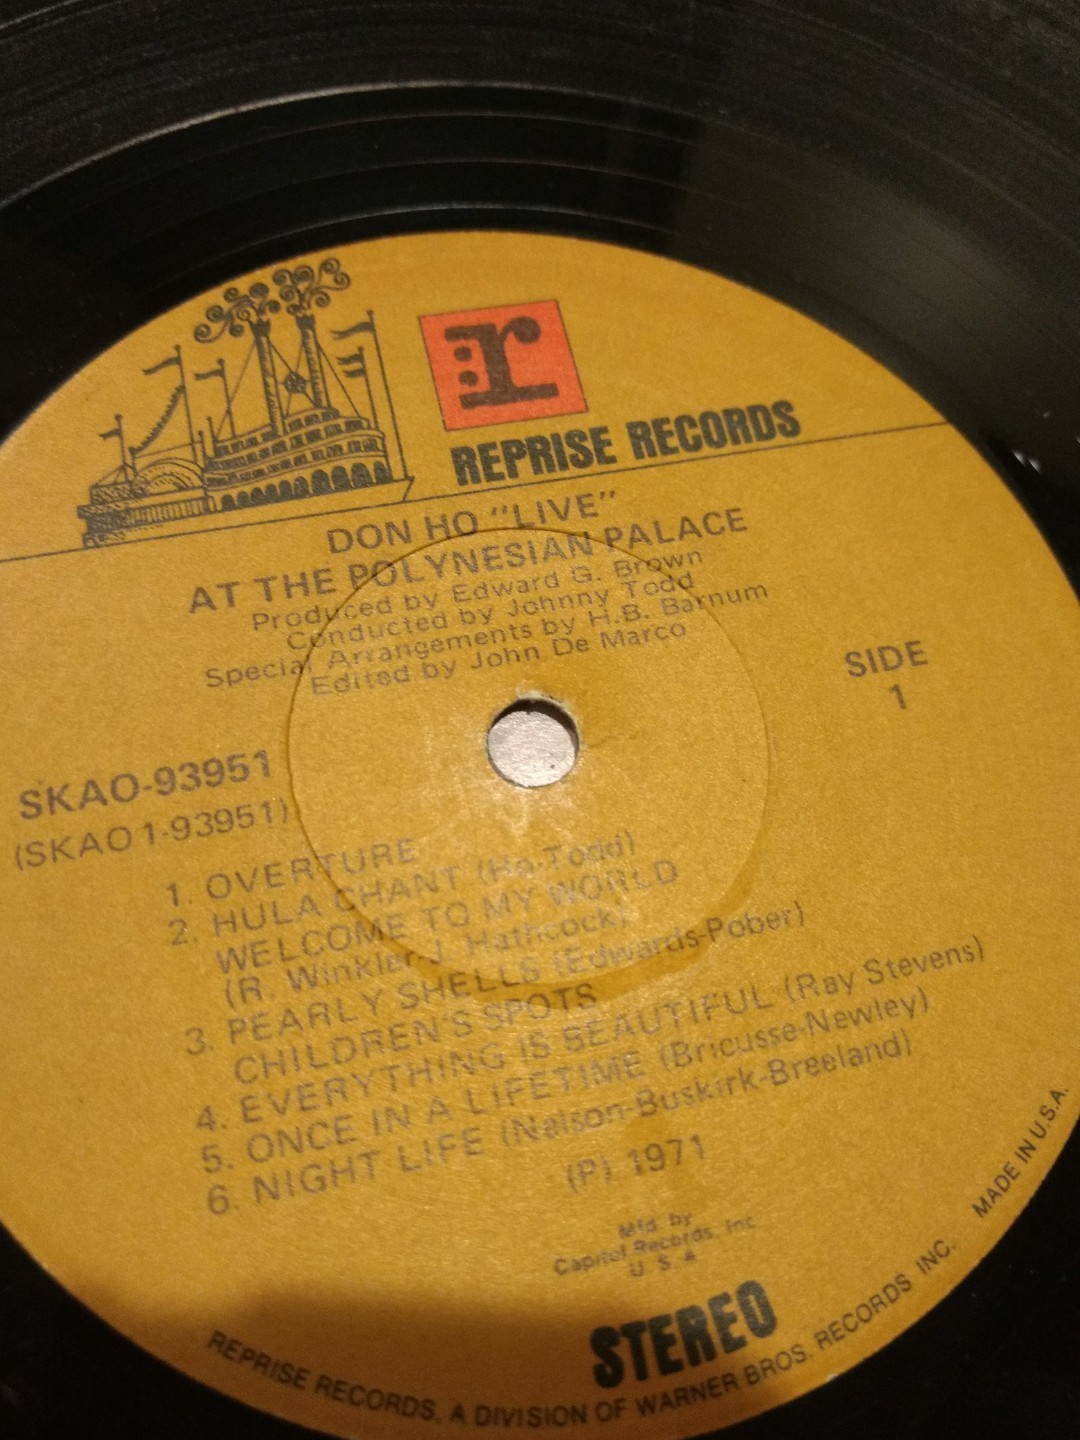 r:
REPRISE RECORDS
DON HO "LIVE"
AT THE POLYNESIAN PALACE
Produced by Edward G. Brown
Conducted by Johnny Todd
Special Arrangements by H.B. Barnum
Edited by John De Marco
SIDE
1
SKAO-93951
(SKAO1-93951)
1. OVERTURE
2. HULA CHANT (Ho-Todd)
WELCOME TO MY WORLD
(R. Winkler-J. Hathcock)
3. PEARLY SHELLS (Edwards-Pober)
CHILDREN'S SPOTS
4. EVERYTHING IS BEAUTIFUL (Ray Stevens)
5. ONCE IN A LIFETIME (Bricusse-Newley)
6. NIGHT LIFE (Nelson-Buskirk-Breeland)
(P) 1971
Mfd. by
Capitol Records, Inc.
U. S. A.
STEREO
REPRISE RECORDS, A DIVISION OF WARNER BROS. RECORDS INC. MADE IN U.S.A.